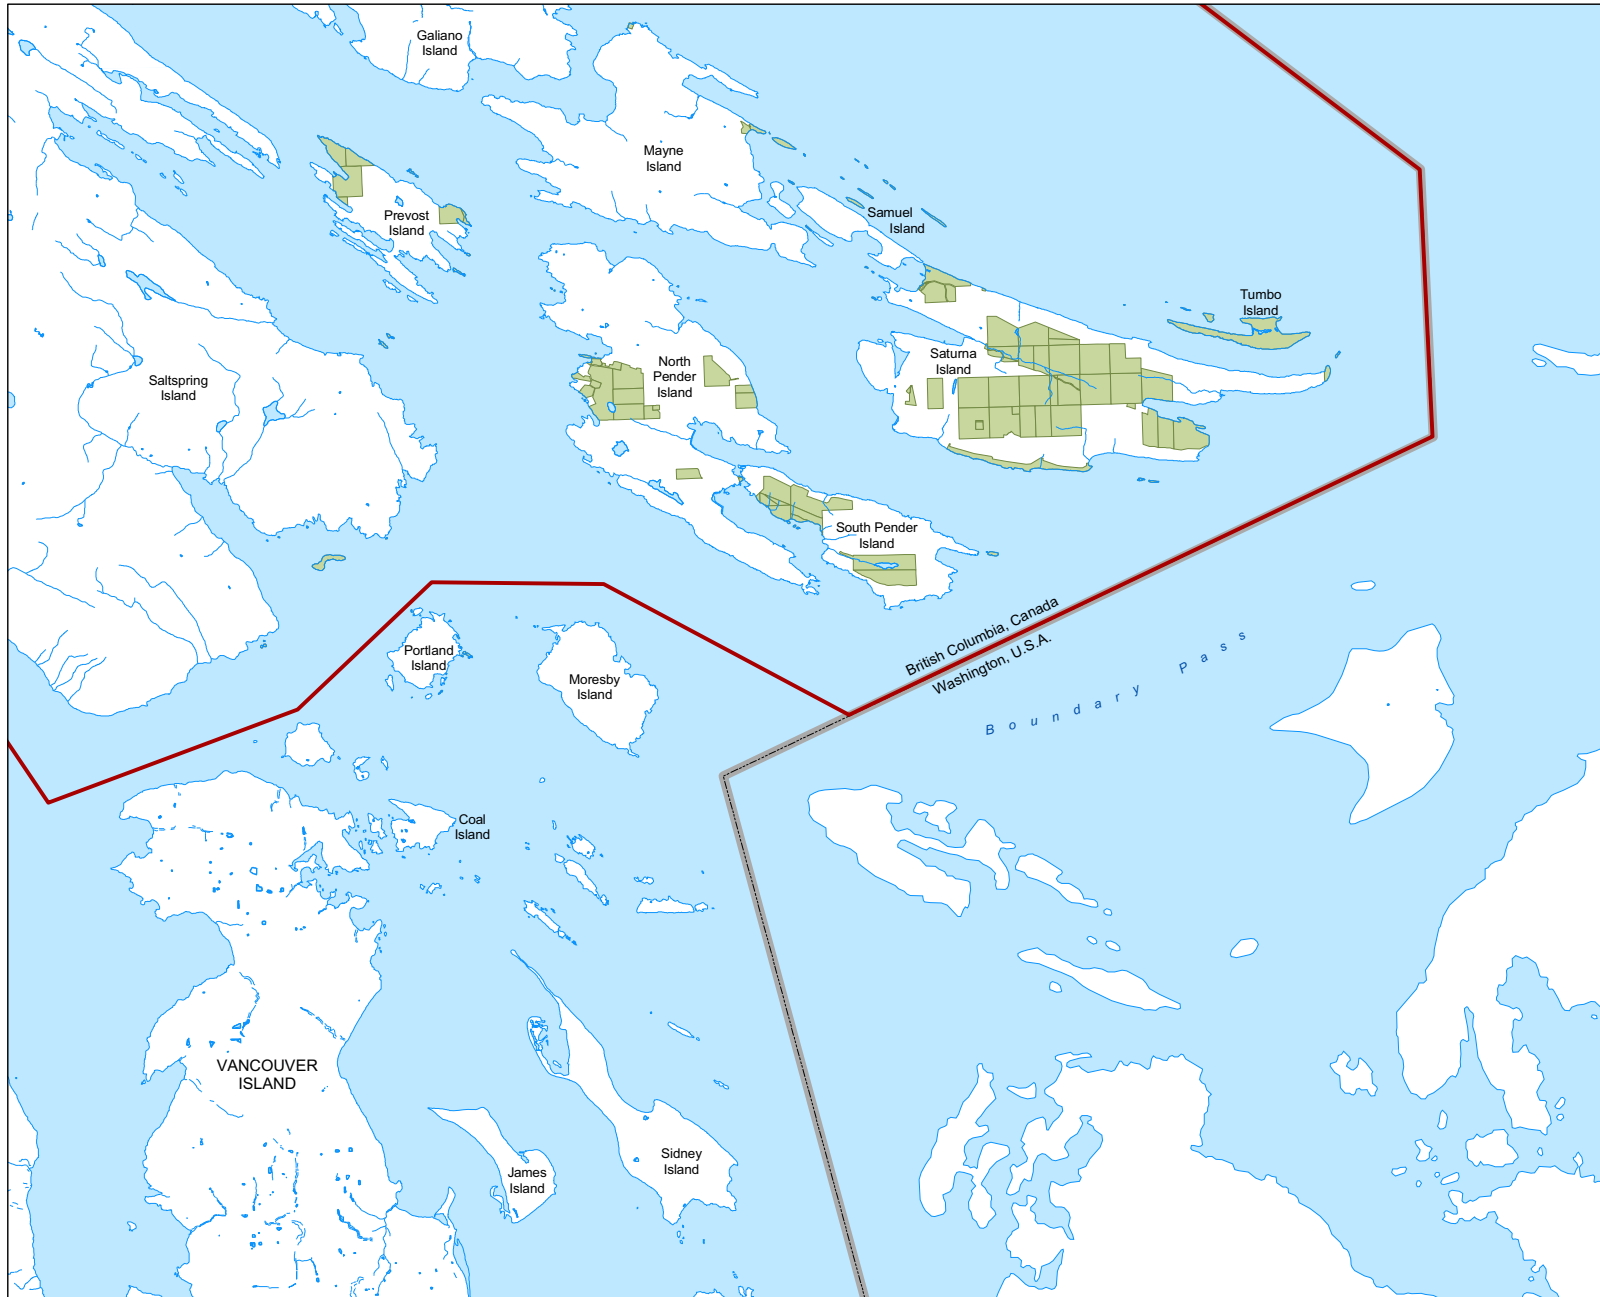 Galiano
Island
Mayne
Island
Prevost
Island
Samuel
Island
Tumbo
Island
Saltspring
Island
North
Pender
Island
Saturna
Island
South Pender
Island
British Columbia, Canada
Washington, U.S.A.
Boundary Pass
Portland
Island
Moresby
Island
Coal
Island
VANCOUVER
ISLAND
James
Island
Sidney
Island